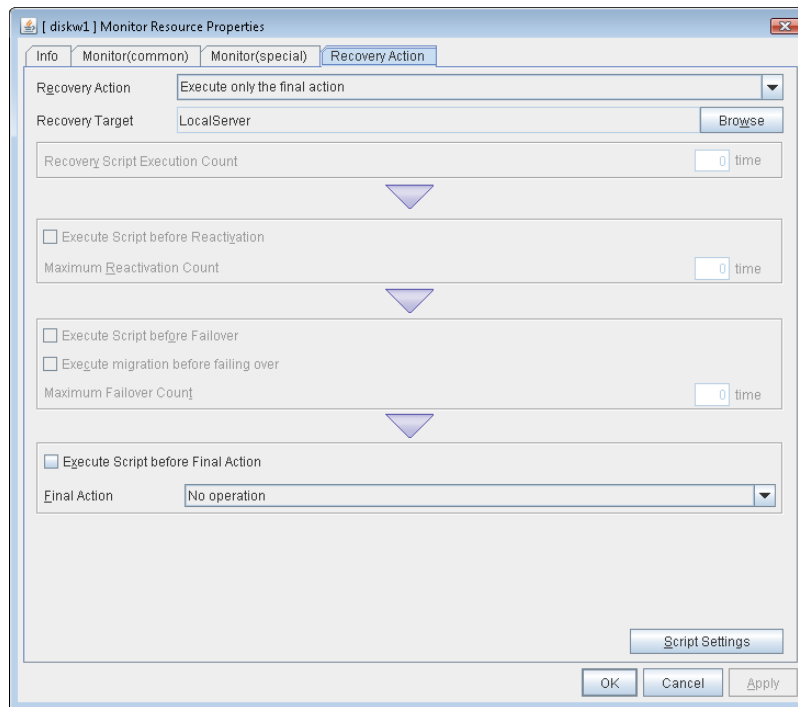 [ diskw1 ] Monitor Resource Properties
Info Monitor(common) Monitor(special) Recovery Action
Recovery Action Execute only the final action
Recovery Target LocalServer Browse
Recovery Script Execution Count 0 time
Execute Script before Reactivation
Maximum Reactivation Count 0 time
Execute Script before Failover
Execute migration before failing over
Maximum Failover Count 0 time
Execute Script before Final Action
Final Action No operation
Script Settings
OK Cancel Apply